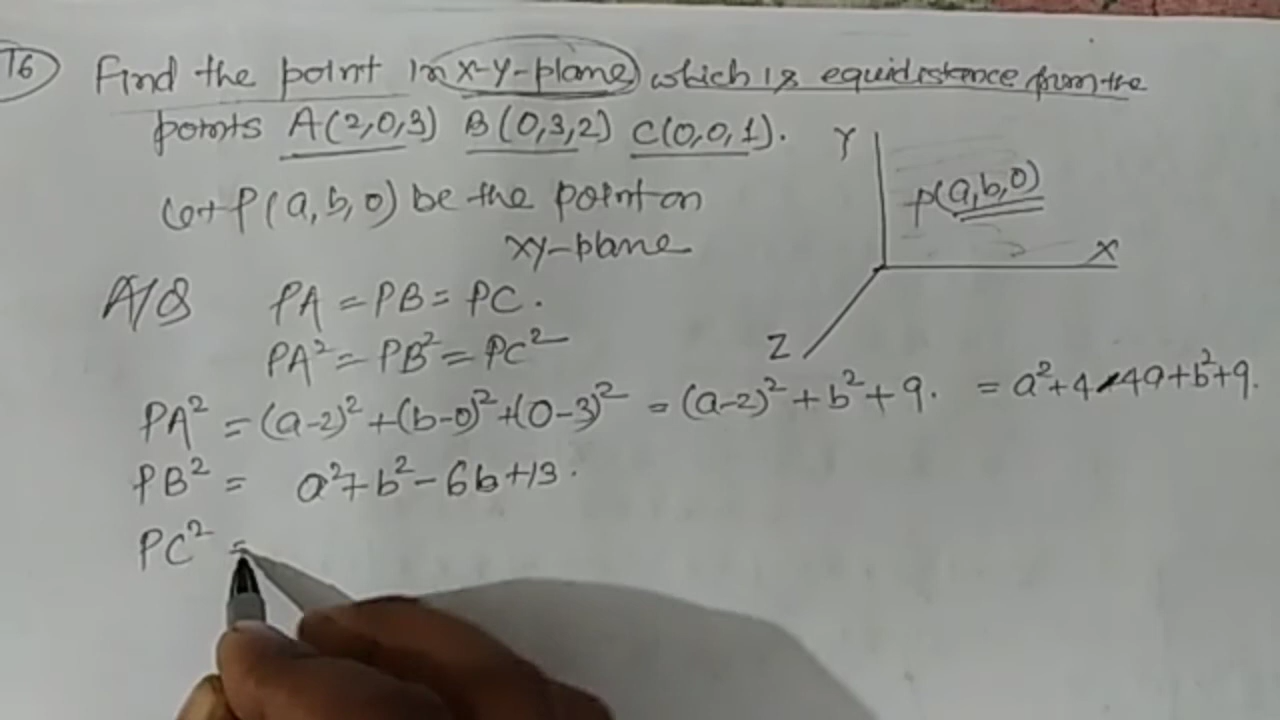 16 Find the point in x-y-plane which is equidistence from the
points A(2,0,3) B(0,3,2) C(0,0,1).
Let P(a,b,0) be the point on
xy-plane
Y
P(a,b,0)
X
Z
A/Q PA = PB = PC.
PA² = PB² = PC²
PA² = (a-2)² + (b-0)² + (0-3)² = (a-2)² + b² + 9. = a²+4-4a+b²+9.
PB² = a²+b²-6b+13.
PC² =